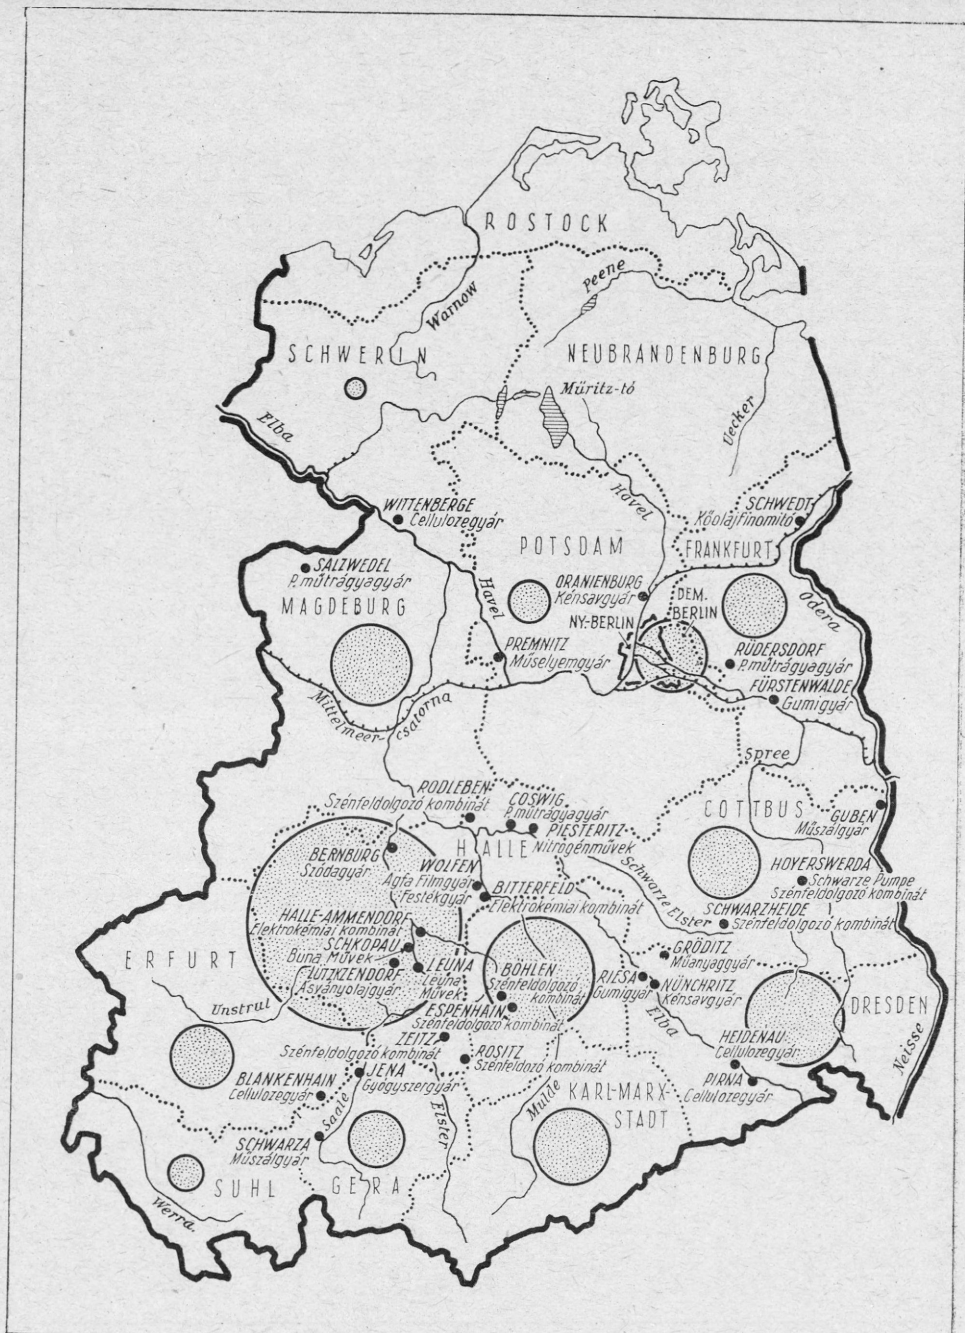 ROSTOCK
Peene
Warnow
SCHWERIN
NEUBRANDENBURG
Müritz-tó
Elba
Uecker
Havel
WITTENBERGE
Cellulozegyár
SCHWEDT
Kőolajfinomító
POTSDAM
FRANKFURT
SALZWEDEL
P.műtrágyagyár
MAGDEBURG
Havel
ORANIENBURG
Kénsavgyár
DEM.
BERLIN
NY-BERLIN
Odera
PREMNITZ
Műselyemgyár
RÜDERSDORF
P.műtrágyagyár
FÜRSTENWALDE
Gumigyár
Mittelmeer-
csatorna
Spree
RODLEBEN
Szénfeldolgozó kombinát
COSWIG
P.műtrágyagyár
PIESTERITZ
Nitrogénművek
COTTBUS
GUBEN
Műszálgyár
HALLE
BERNBURG
Szódagyár
WOLFEN
Agfa Filmgyár
Festékgyár
BITTERFELD
Elektrokémiai kombinát
Schwarze Elster
HOYERSWERDA
Schwarze Pumpe
Szénfeldolgozó kombinát
SCHWARZHEIDE
Szénfeldolgozó kombinát
HALLE-AMMENDORF
Elektrokémiai kombinát
SCHKOPAU
Buna Művek
LÜTZKZENDORF
Ásványolajgyár
LEUNA
Leuna
Művek
BÖHLEN
Szénfeldolgozó
kombinát
ESPENHAIN
Szénfeldolgozó kombinát
GRÖDITZ
Műanyaggyár
RIESA
Gumigyár
NÜNCHRITZ
Kénsavgyár
ERFURT
Unstrut
Elba
DRESDEN
ZEITZ
Szénfeldolgozó kombinát
ROSITZ
Szénfeldozó kombinát
HEIDENAU
Cellulozegyár
PIRNA
Cellulozegyár
Neisse
JENA
Gyógyszergyár
BLANKENHAIN
Cellulozegyár
Saale
Elster
Mulde
KARL-MARX-
STADT
SCHWARZA
Műszálgyár
SUHL
GERA
Werra